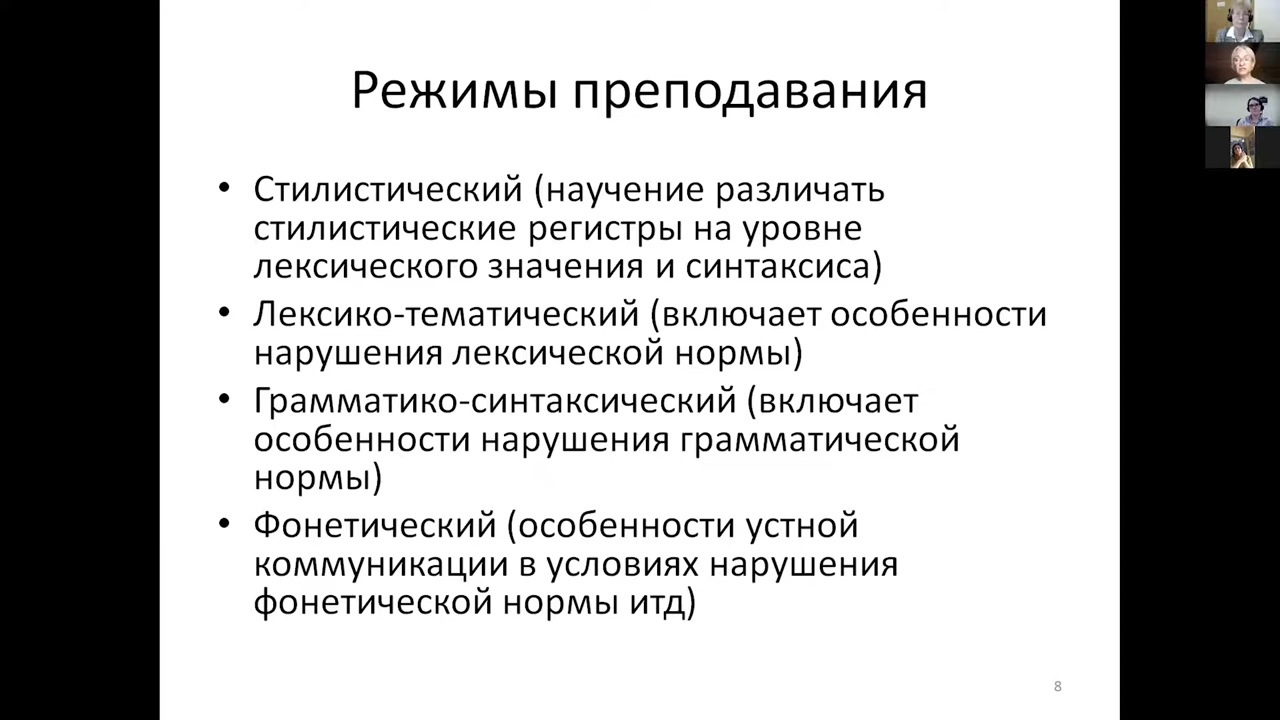 Режимы преподавания
• Стилистический (научение различать
стилистические регистры на уровне
лексического значения и синтаксиса)
• Лексико-тематический (включает особенности
нарушения лексической нормы)
• Грамматико-синтаксический (включает
особенности нарушения грамматической
нормы)
• Фонетический (особенности устной
коммуникации в условиях нарушения
фонетической нормы итд)
8